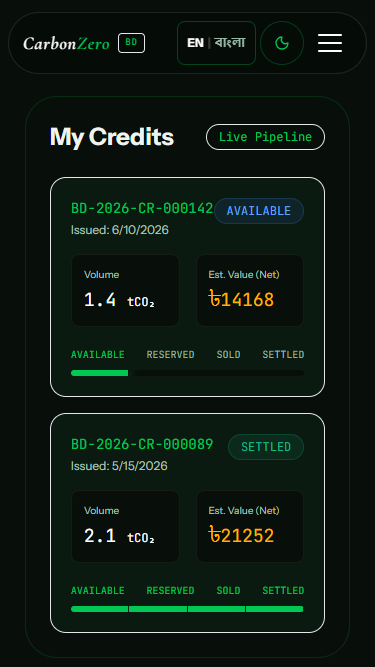 CarbonZero BD EN | বাংলা
My Credits Live Pipeline
BD-2026-CR-000142 AVAILABLE
Issued: 6/10/2026
Volume Est. Value (Net)
1.4 tCO₂ ৳14168
AVAILABLE RESERVED SOLD SETTLED
BD-2026-CR-000089 SETTLED
Issued: 5/15/2026
Volume Est. Value (Net)
2.1 tCO₂ ৳21252
AVAILABLE RESERVED SOLD SETTLED